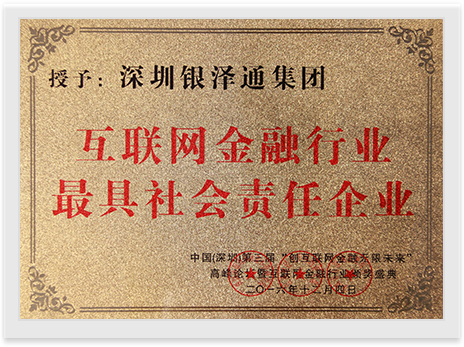 授予：深圳银泽通集团
互联网金融行业
最具社会责任企业
中国(深圳)第三届“创互联网金融无限未来”
高峰论坛暨互联网金融行业颁奖盛典
二〇一六年十二月四日